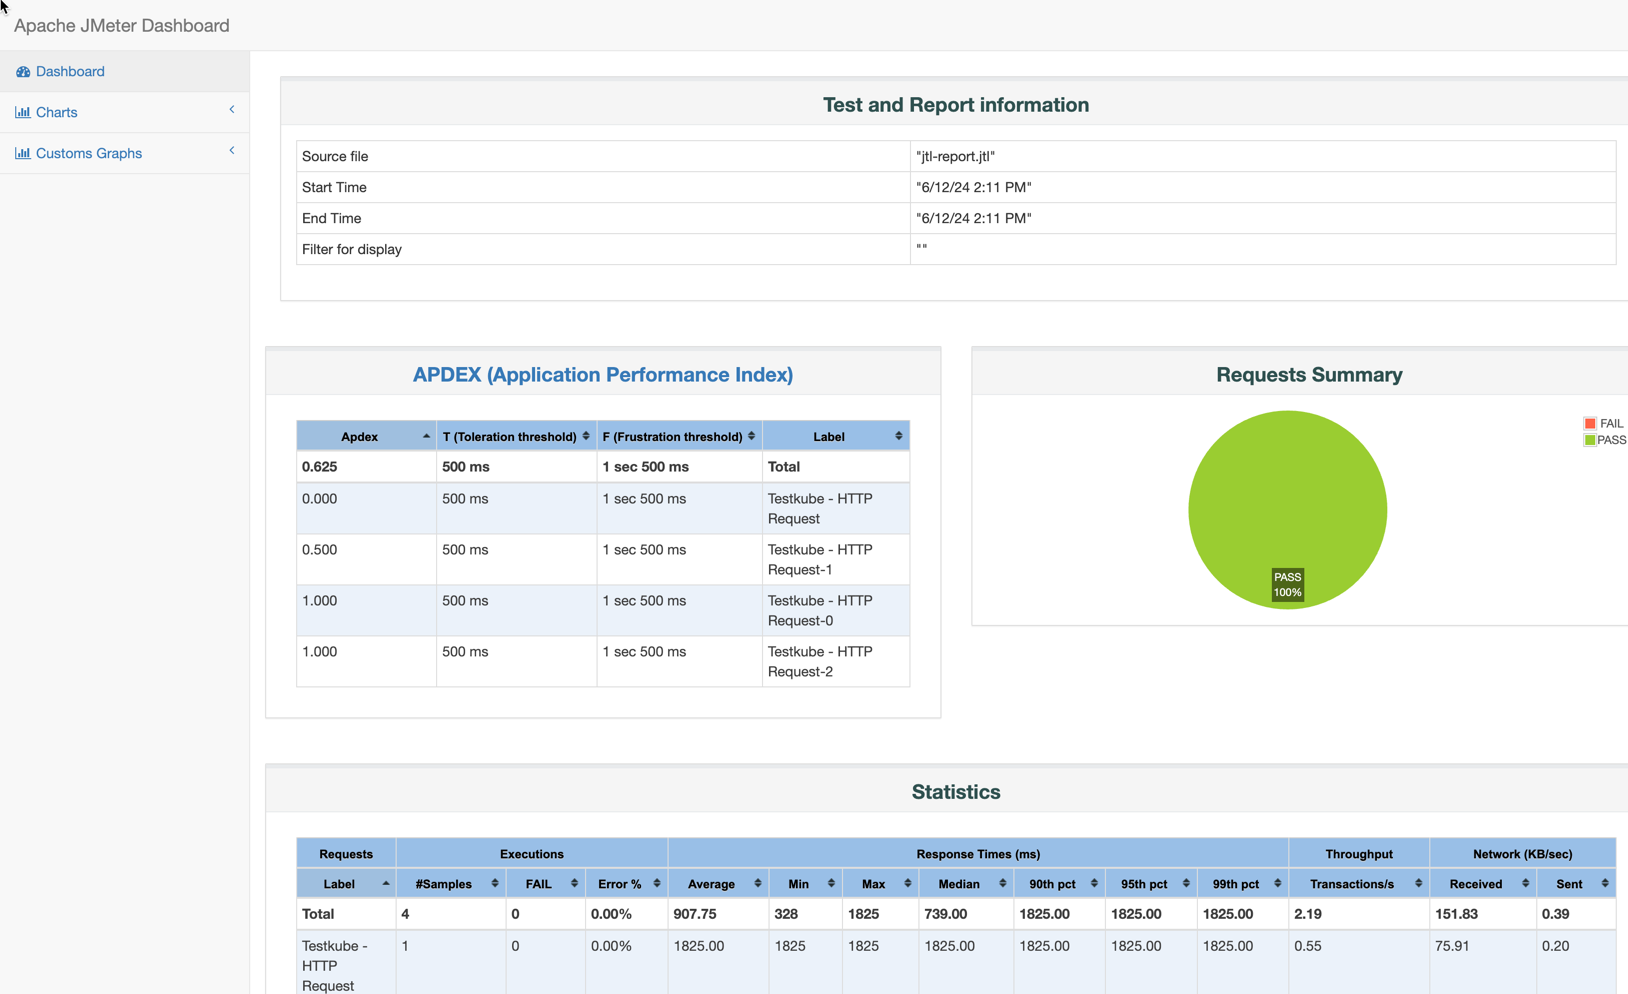 Apache JMeter Dashboard
Dashboard
Charts
Customs Graphs
Test and Report information
Source file "jtl-report.jtl"
Start Time "6/12/24 2:11 PM"
End Time "6/12/24 2:11 PM"
Filter for display ""
APDEX (Application Performance Index)
Apdex T (Toleration threshold) F (Frustration threshold) Label
0.625 500 ms 1 sec 500 ms Total
0.000 500 ms 1 sec 500 ms Testkube - HTTP
Request
0.500 500 ms 1 sec 500 ms Testkube - HTTP
Request-1
1.000 500 ms 1 sec 500 ms Testkube - HTTP
Request-0
1.000 500 ms 1 sec 500 ms Testkube - HTTP
Request-2
Requests Summary
FAIL
PASS
PASS
100%
Statistics
Requests Executions Response Times (ms) Throughput Network (KB/sec)
Label #Samples FAIL Error % Average Min Max Median 90th pct 95th pct 99th pct Transactions/s Received Sent
Total 4 0 0.00% 907.75 328 1825 739.00 1825.00 1825.00 1825.00 2.19 151.83 0.39
Testkube - 1 0 0.00% 1825.00 1825 1825 1825.00 1825.00 1825.00 1825.00 0.55 75.91 0.20
HTTP
Request